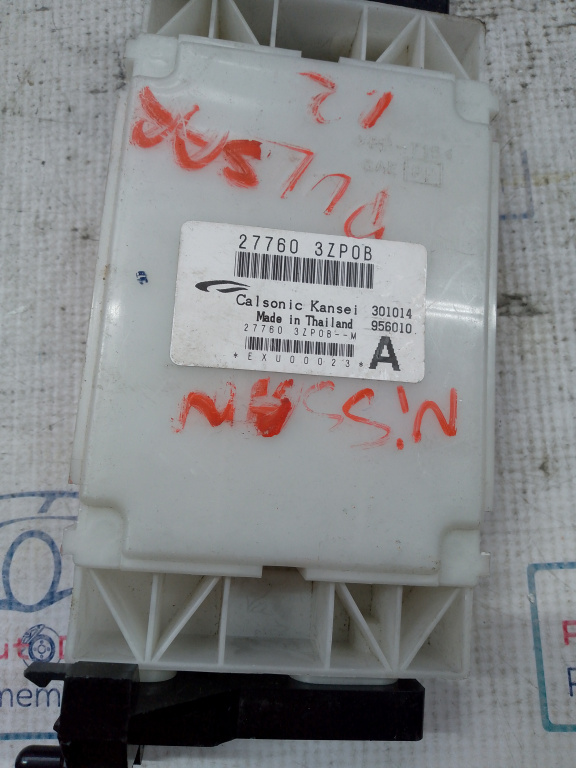 12
PULSAR
27760 3ZP0B
Calsonic Kansei 301014
Made in Thailand 956010
27760 3ZP0B--M
*EXU00023* A
NISSAN